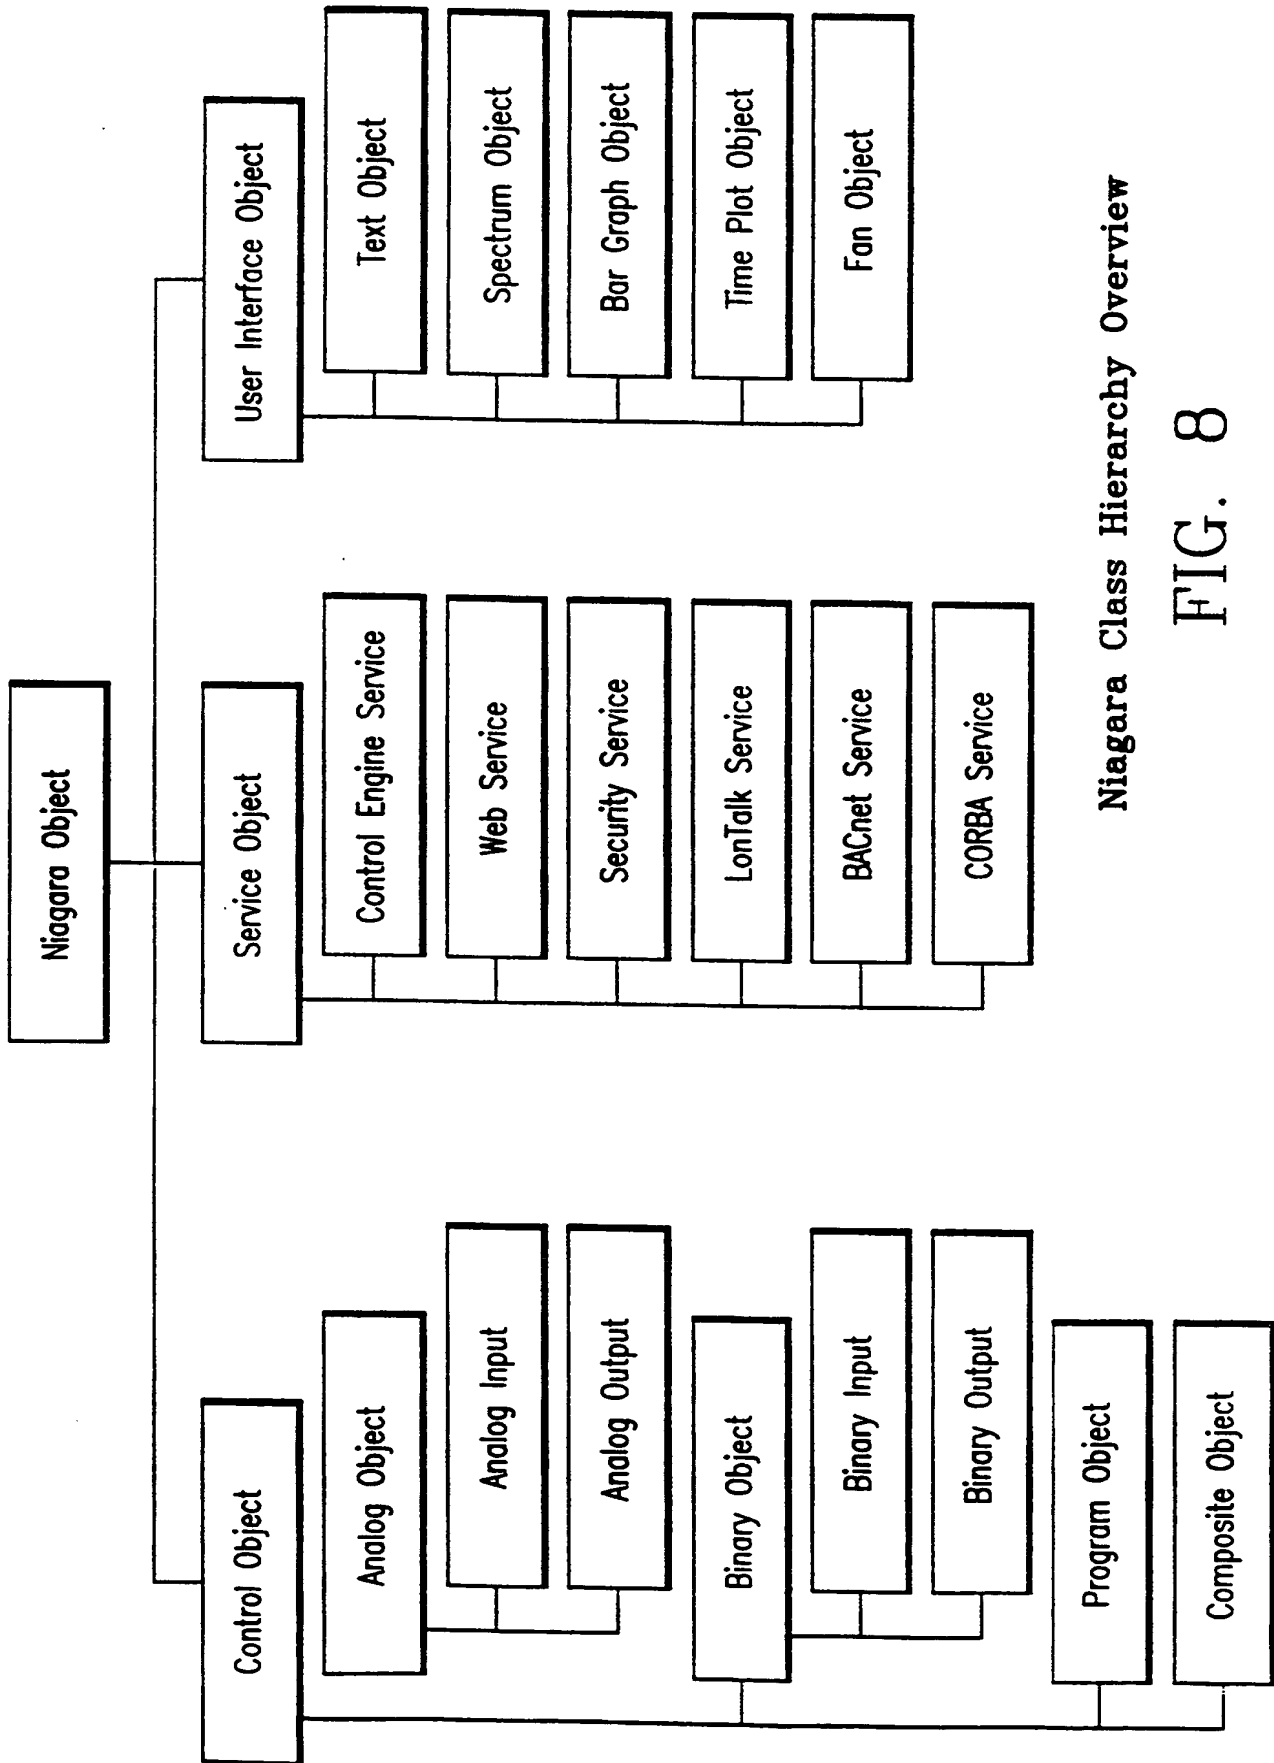 Niagara Object
Control Object
Analog Object
Analog Input
Analog Output
Binary Object
Binary Input
Binary Output
Program Object
Composite Object
Service Object
Control Engine Service
Web Service
Security Service
LonTalk Service
BACnet Service
CORBA Service
User Interface Object
Text Object
Spectrum Object
Bar Graph Object
Time Plot Object
Fan Object
Niagara Class Hierarchy Overview
FIG. 8